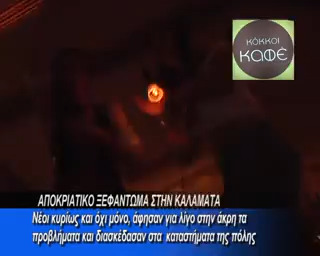 ΚΟΚΚΟΙ
ΚΑΦΕ
ΑΠΟΚΡΙΑΤΙΚΟ ΞΕΦΑΝΤΩΜΑ ΣΤΗΝ ΚΑΛΑΜΑΤΑ
Νέοι κυρίως και όχι μόνο, άφησαν για λίγο στην άκρη τα
προβλήματα και διασκέδασαν στα καταστήματα της πόλης